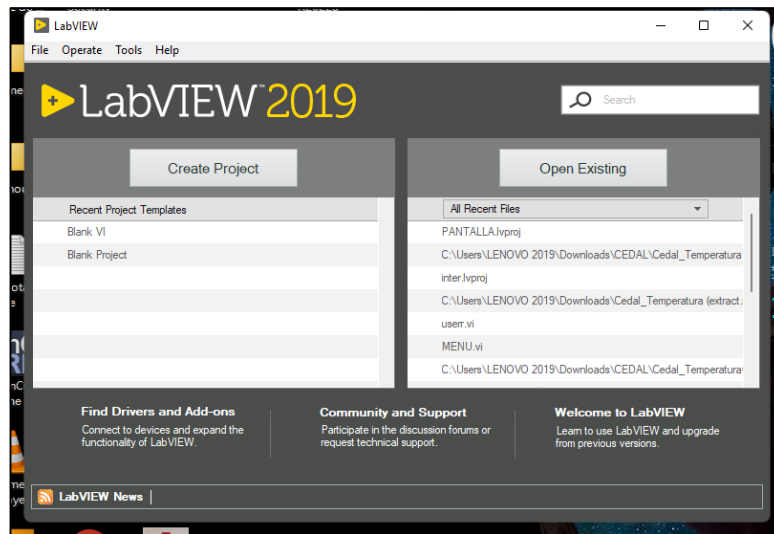 LabVIEW
File Operate Tools Help
LabVIEW™ 2019
Search
Create Project
Open Existing
Recent Project Templates
All Recent Files
Blank VI
PANTALLA.lvproj
Blank Project
C:\Users\LENOVO 2019\Downloads\CEDAL\Cedal_Temperatura
inter.lvproj
C:\Users\LENOVO 2019\Downloads\Cedal_Temperatura (extract
userr.vi
MENU.vi
C:\Users\LENOVO 2019\Downloads\CEDAL\Cedal_Temperatura
Find Drivers and Add-ons
Connect to devices and expand the
functionality of LabVIEW.
Community and Support
Participate in the discussion forums or
request technical support.
Welcome to LabVIEW
Learn to use LabVIEW and upgrade
from previous versions.
LabVIEW News